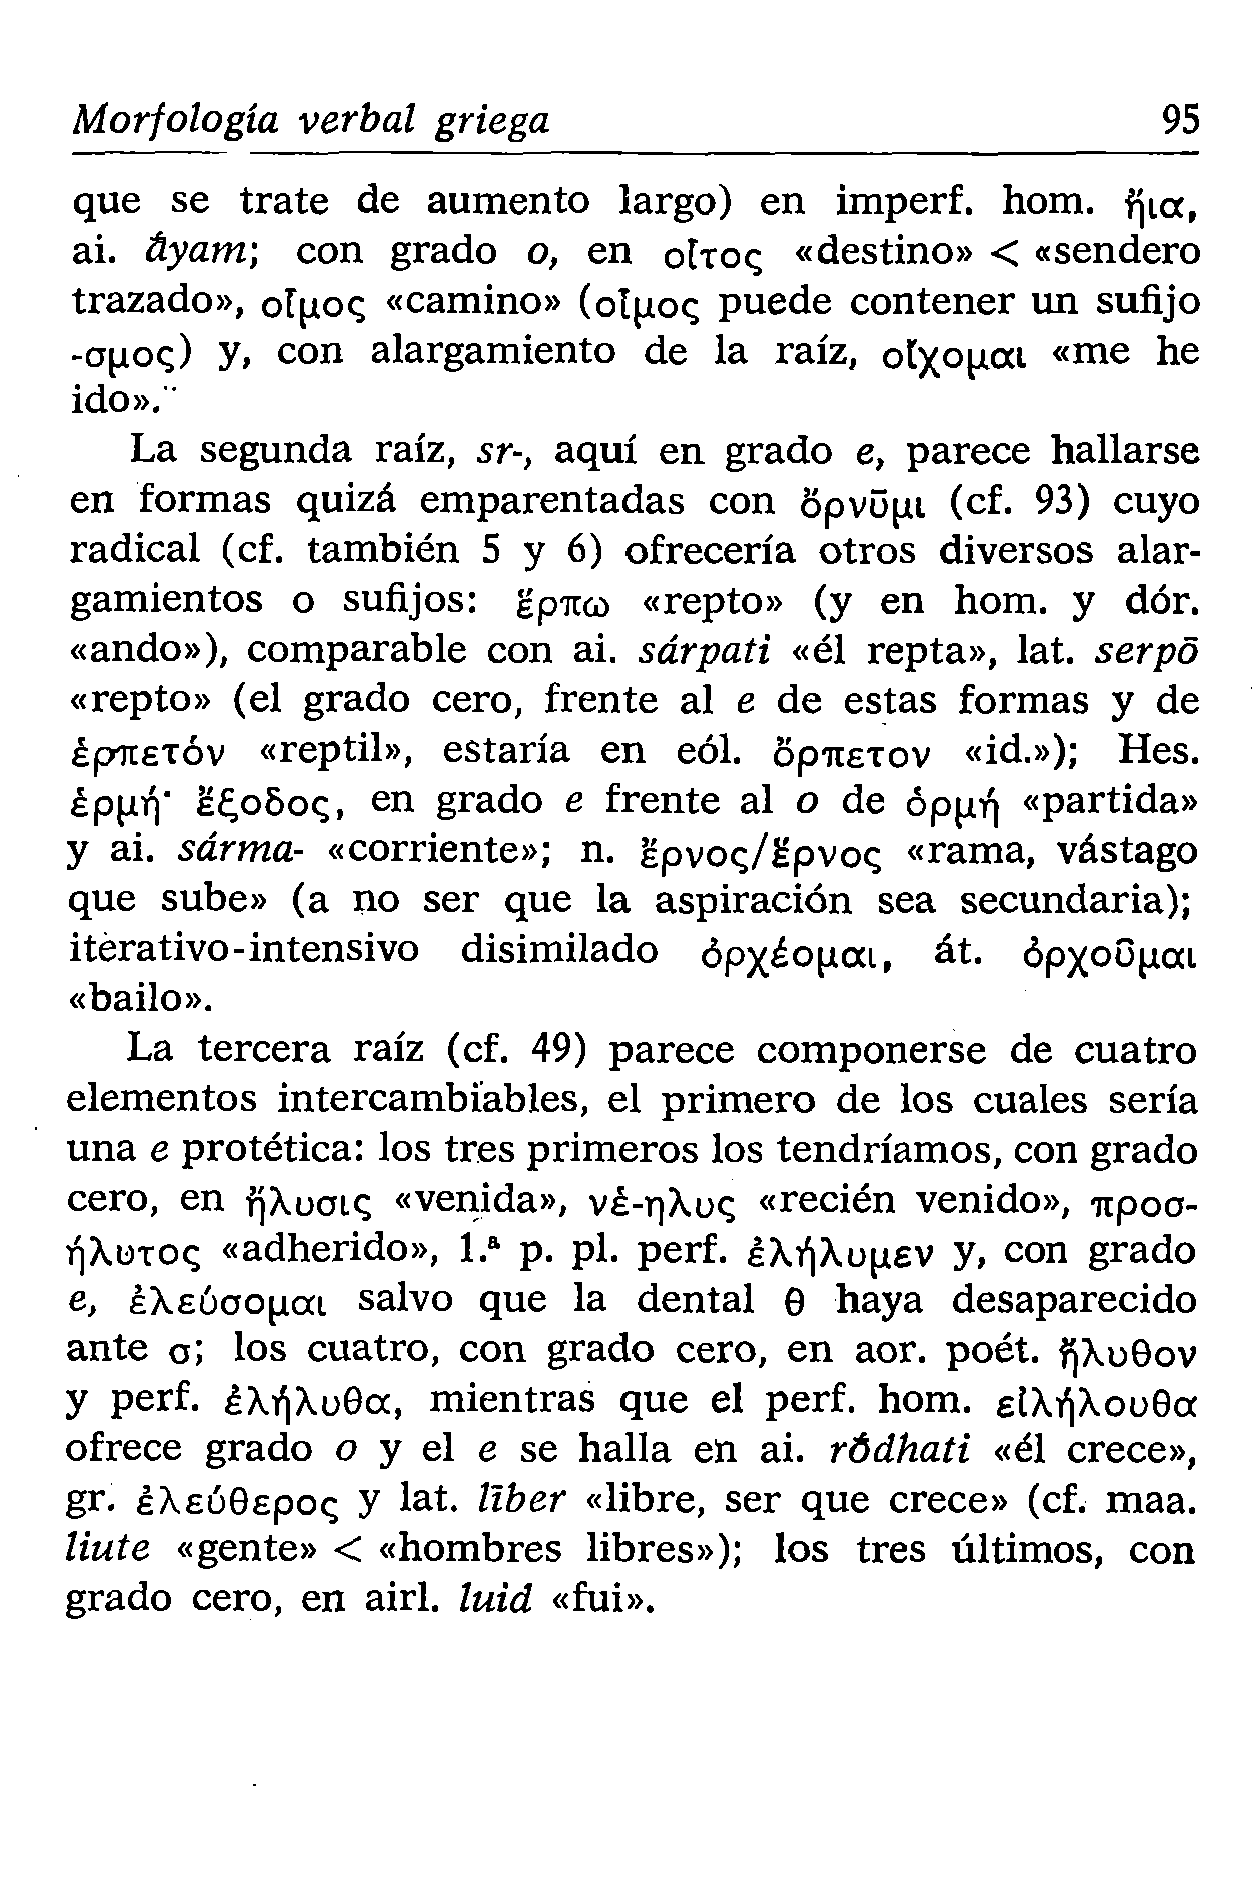 Morfología verbal griega 95
que se trate de aumento largo) en imperf. hom. ἤια,
ai. ā́yam; con grado o, en οἶτος «destino» < «sendero
trazado», οἶμος «camino» (οἷμος puede contener un sufijo
-σμος) y, con alargamiento de la raíz, οἴχομαι «me he
ido».
La segunda raíz, sr-, aquí en grado e, parece hallarse
en formas quizá emparentadas con ὄρνῡμι (cf. 93) cuyo
radical (cf. también 5 y 6) ofrecería otros diversos alar-
gamientos o sufijos: ἕρπω «repto» (y en hom. y dór.
«ando»), comparable con ai. sárpati «él repta», lat. serpō
«repto» (el grado cero, frente al e de estas formas y de
ἑρπετόν «reptil», estaría en eól. ὄρπετον «id.»); Hes.
ἑρμή· ἔξοδος, en grado e frente al o de ὁρμή «partida»
y ai. sárma- «corriente»; n. ἔρνος/ἕρνος «rama, vástago
que sube» (a no ser que la aspiración sea secundaria);
iterativo-intensivo disimilado ὀρχέομαι, át. ὀρχοῦμαι
«bailo».
La tercera raíz (cf. 49) parece componerse de cuatro
elementos intercambiables, el primero de los cuales sería
una e protética: los tres primeros los tendríamos, con grado
cero, en ἤλυσις «venida», νέ-ηλυς «recién venido», προσ-
ήλυτος «adherido», 1.ª p. pl. perf. ἐλήλυμεν y, con grado
e, ἐλεύσομαι salvo que la dental θ haya desaparecido
ante σ; los cuatro, con grado cero, en aor. poét. ἤλυθον
y perf. ἐλήλυθα, mientras que el perf. hom. εἰλήλουθα
ofrece grado o y el e se halla en ai. rṓdhati «él crece»,
gr. ἐλεύθερος y lat. līber «libre, ser que crece» (cf. maa.
liute «gente» < «hombres libres»); los tres últimos, con
grado cero, en airl. luid «fui».